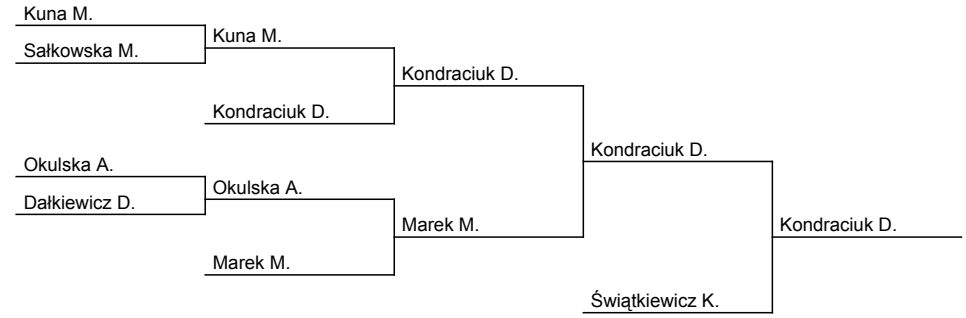 Kuna M.
Sałkowska M.
Kuna M.
Kondraciuk D.
Kondraciuk D.
Okulska A.
Dałkiewicz D.
Okulska A.
Marek M.
Marek M.
Kondraciuk D.
Świątkiewicz K.
Kondraciuk D.